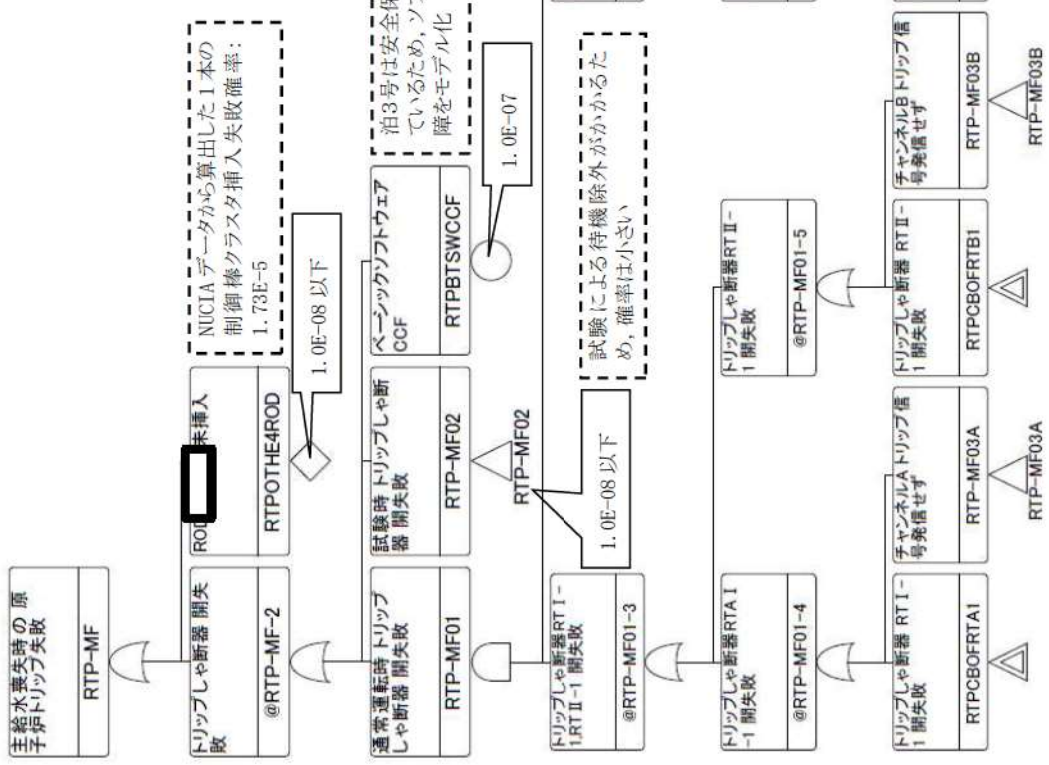 主給水喪失時の 原
子炉トリップ失敗
RTP-MF
トリップしゃ断器 開失
敗
@RTP-MF-2
ROD
未挿入
RTPOTHE4ROD
NUCIA データから算出した 1 本の
制御棒クラスタ挿入失敗確率:
1.73E-5
1.0E-08 以下
通常運転時 トリップ
しゃ断器 開失敗
RTP-MF01
試験時 トリップしゃ断
器 開失敗
RTP-MF02
RTP-MF02
ベーシックソフトウェア
CCF
RTPBTSWCCF
泊3号は安全保
ているため, ソフ
障をモデル化
1.0E-07
1.0E-08 以下
試験による待機除外がかかるた
め, 確率は小さい
トリップしゃ断器RTⅠ-
1,RTⅡ-1 開失敗
@RTP-MF01-3
トリップしゃ断器RTAⅠ
-1 開失敗
@RTP-MF01-4
トリップしゃ断器RTⅡ-
1 開失敗
@RTP-MF01-5
トリップしゃ断器 RTⅠ-
1 開失敗
RTPCBOFRTA1
チャンネルA トリップ信
号発信せず
RTP-MF03A
RTP-MF03A
トリップしゃ断器 RTⅡ-
1 開失敗
RTPCBOFRTB1
チャンネルB トリップ信
号発信せず
RTP-MF03B
RTP-MF03B